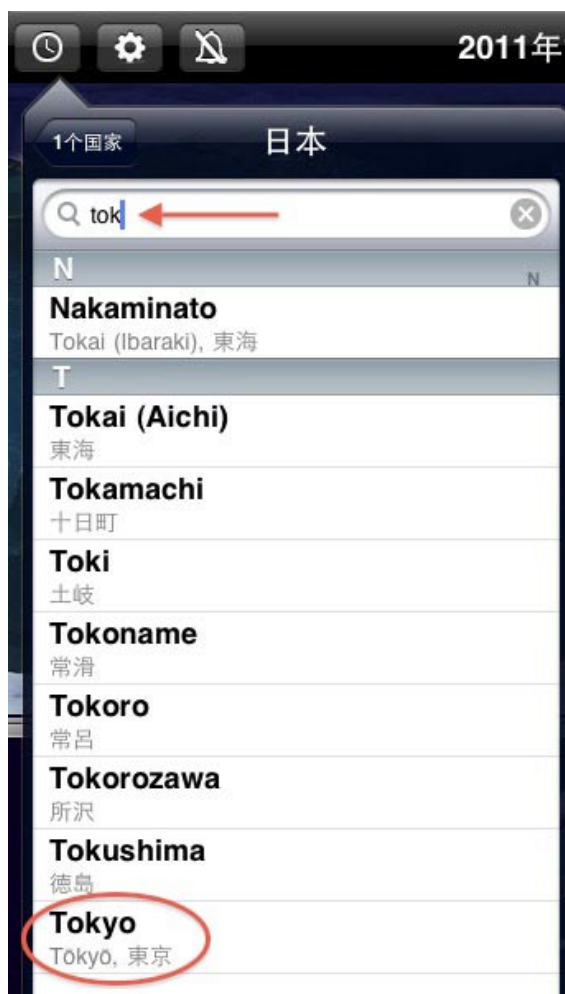 2011年
1个国家
日本
tok
N
N
Nakaminato
Tokai (Ibaraki), 東海
T
Tokai (Aichi)
東海
Tokamachi
十日町
Toki
土岐
Tokoname
常滑
Tokoro
常呂
Tokorozawa
所沢
Tokushima
徳島
Tokyo
Tōkyō, 東京